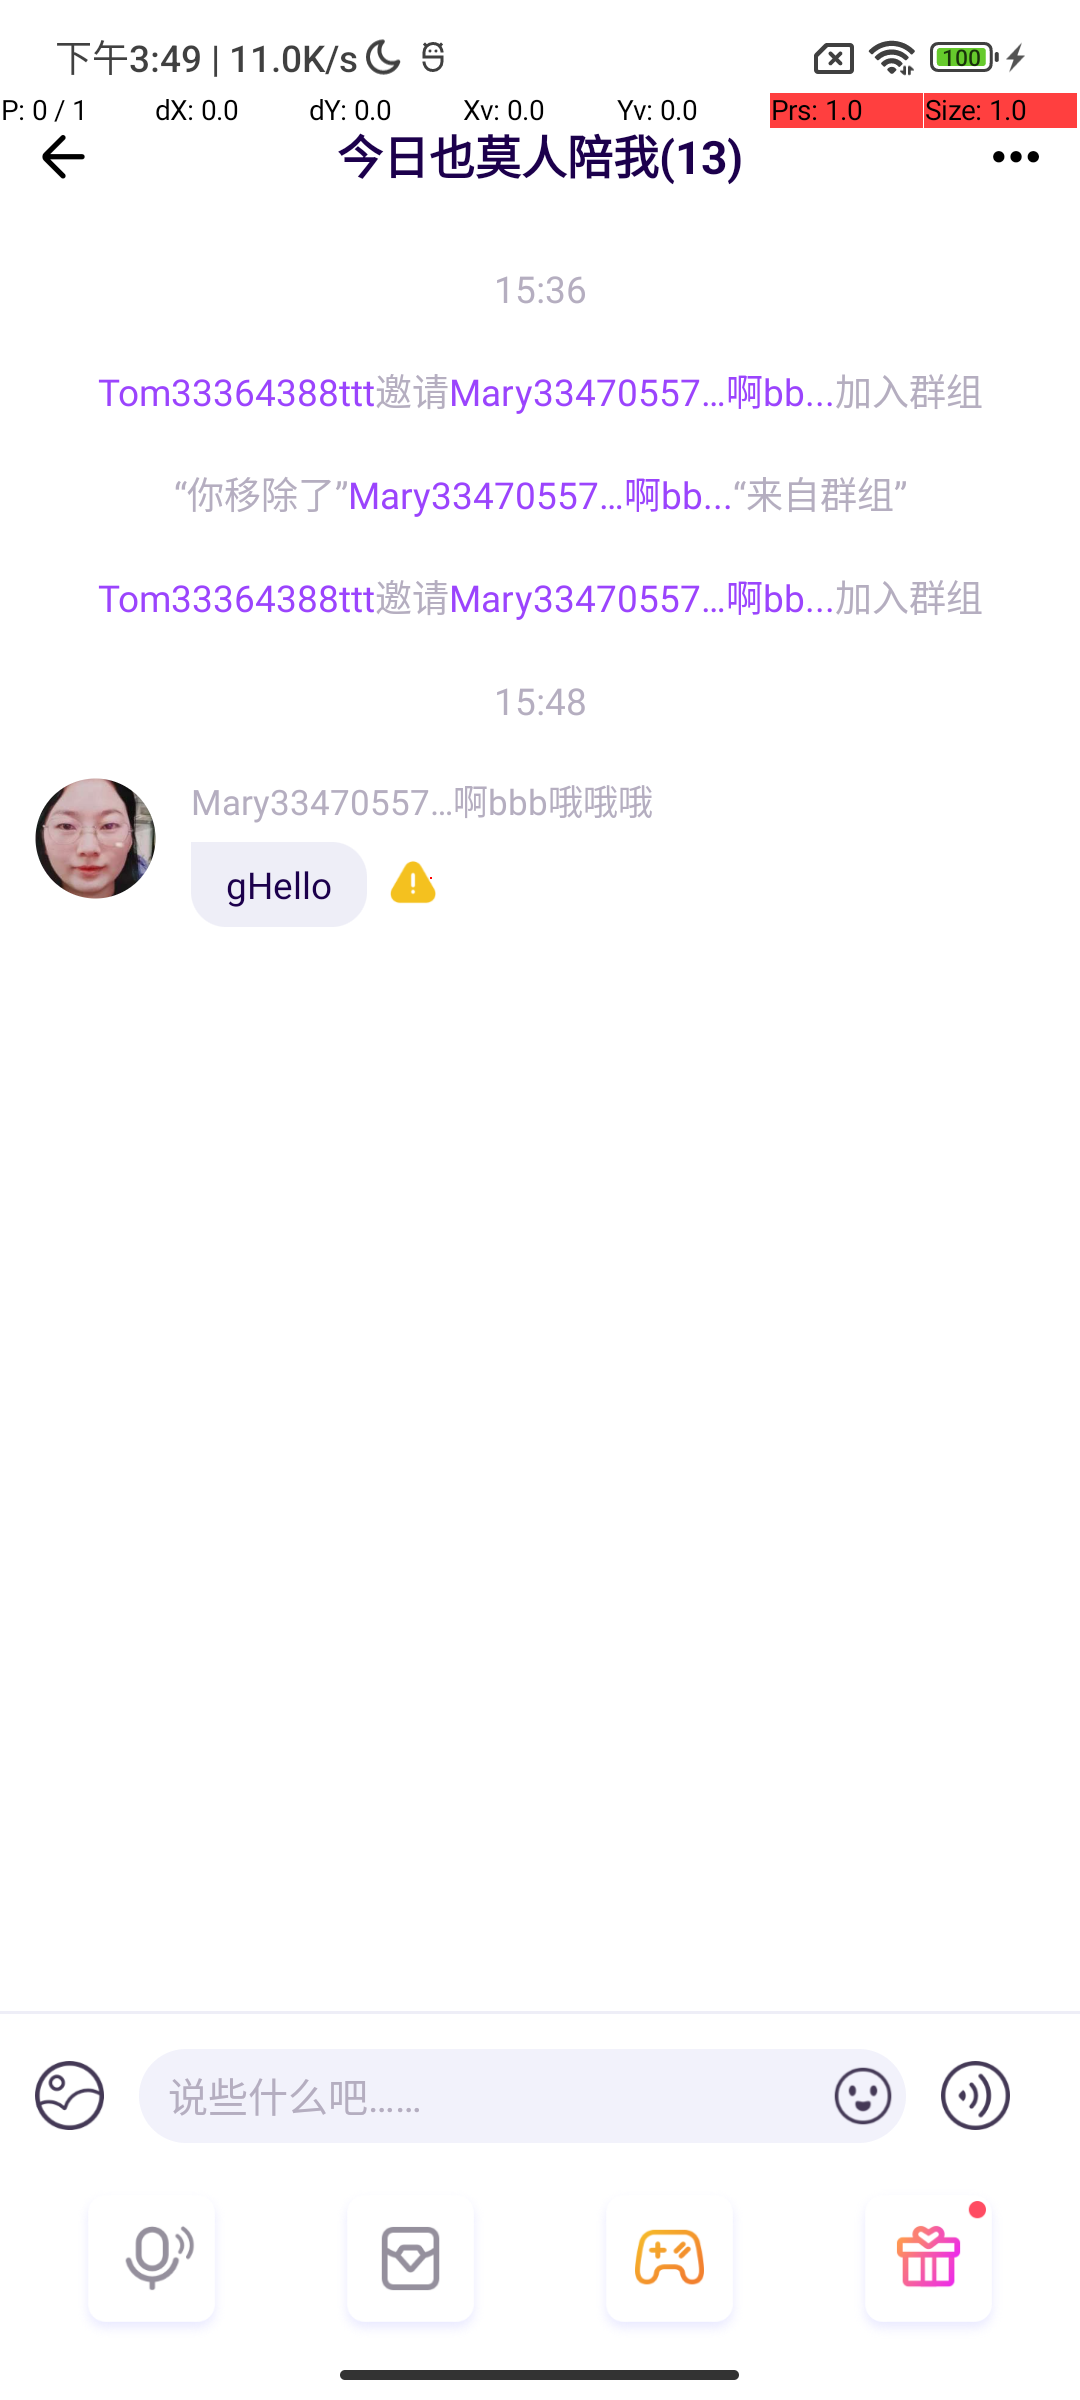 下午3:49 | 11.0K/s
100
P: 0 / 1 dX: 0.0 dY: 0.0 Xv: 0.0 Yv: 0.0 Prs: 1.0 Size: 1.0
今日也莫人陪我(13)
15:36
Tom33364388ttt邀请Mary33470557...啊bb...加入群组
“你移除了”Mary33470557...啊bb...“来自群组”
Tom33364388ttt邀请Mary33470557...啊bb...加入群组
15:48
Mary33470557...啊bbb哦哦哦
gHello
说些什么吧……